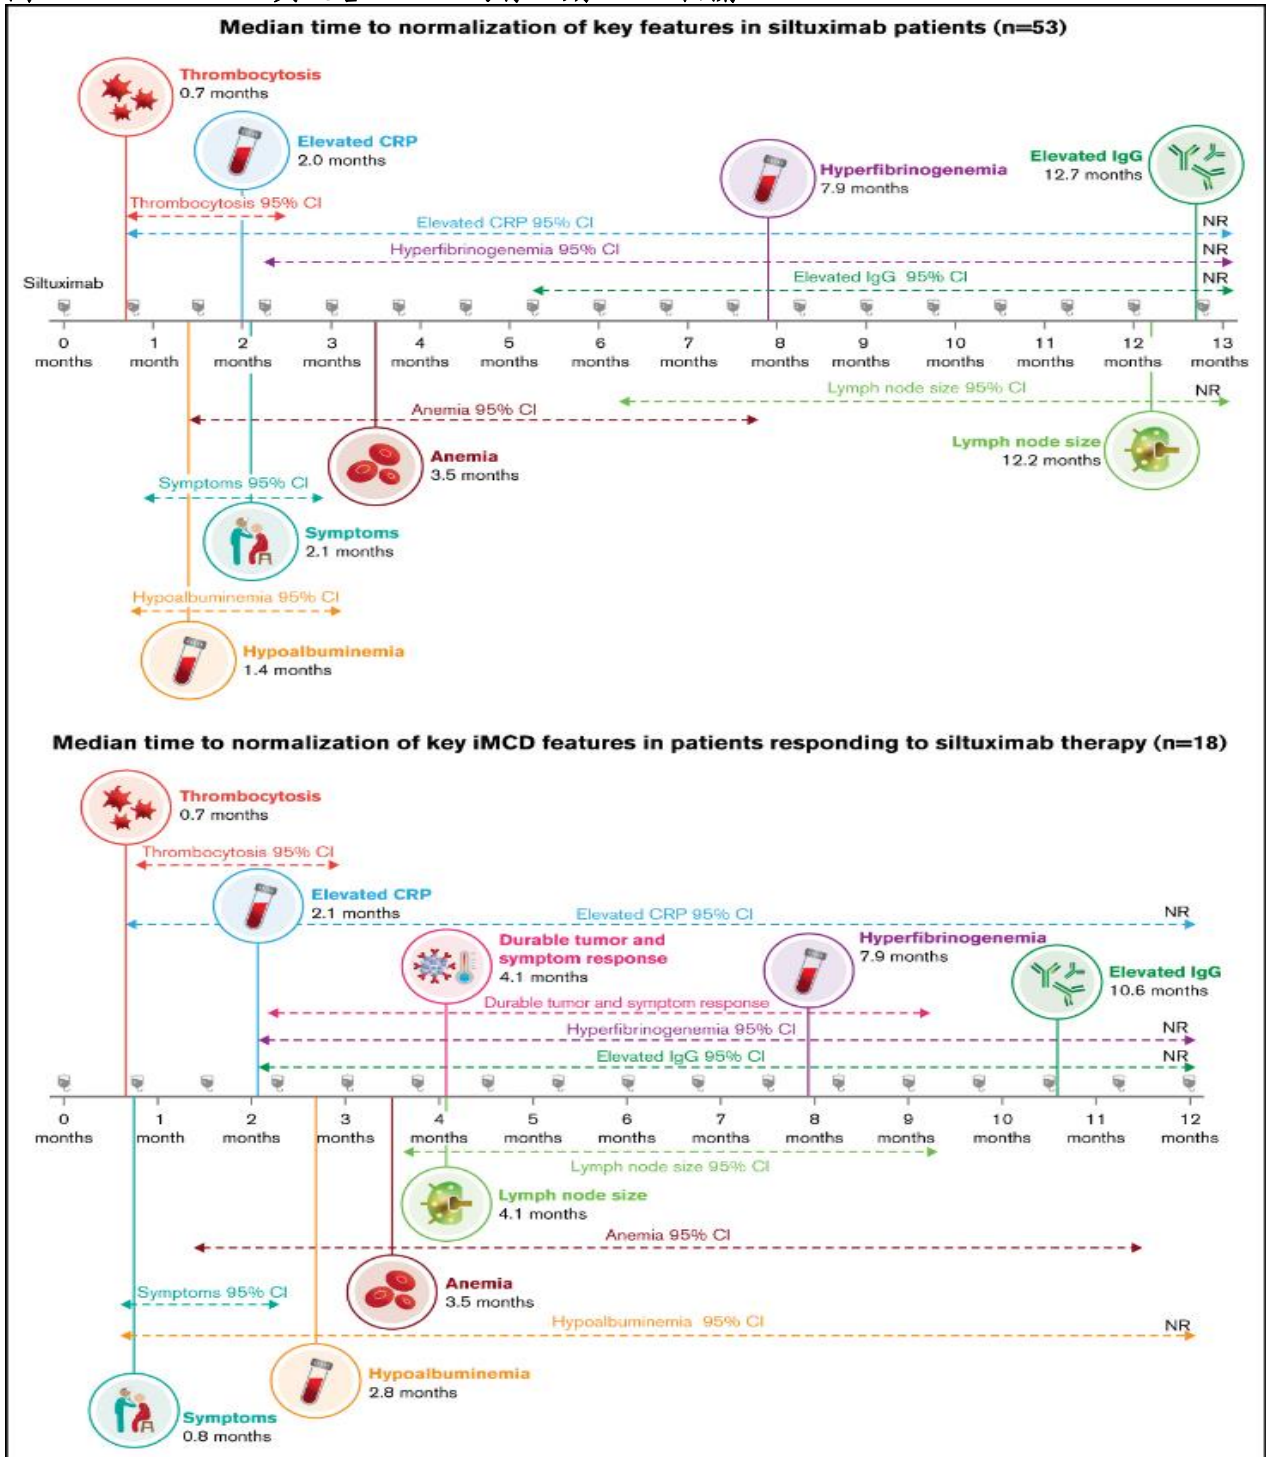 Median time to normalization of key features in siltuximab patients (n=53)
Thrombocytosis
0.7 months
Elevated CRP
2.0 months
Hyperfibrinogenemia
7.9 months
Elevated IgG
12.7 months
Thrombocytosis 95% CI
Elevated CRP 95% CI
NR
Hyperfibrinogenemia 95% CI
NR
Elevated IgG 95% CI
NR
Siltuximab
0 1 2 3 4 5 6 7 8 9 10 11 12 13
months month months months months months months months months months months months months months
Lymph node size 95% CI
NR
Anemia 95% CI
Lymph node size
12.2 months
Anemia
3.5 months
Symptoms 95% CI
Symptoms
2.1 months
Hypoalbuminemia 95% CI
Hypoalbuminemia
1.4 months
Median time to normalization of key iMCD features in patients responding to siltuximab therapy (n=18)
Thrombocytosis
0.7 months
Thrombocytosis 95% CI
Elevated CRP
2.1 months
Elevated CRP 95% CI
NR
Durable tumor and
symptom response
4.1 months
Hyperfibrinogenemia
7.9 months
Elevated IgG
10.6 months
Durable tumor and symptom response
Hyperfibrinogenemia 95% CI
NR
Elevated IgG 95% CI
NR
0 1 2 3 4 5 6 7 8 9 10 11 12
months month months months months months months months months months months months months
Lymph node size 95% CI
Lymph node size
4.1 months
Anemia 95% CI
Anemia
3.5 months
Symptoms 95% CI
Hypoalbuminemia 95% CI
NR
Hypoalbuminemia
2.8 months
Symptoms
0.8 months